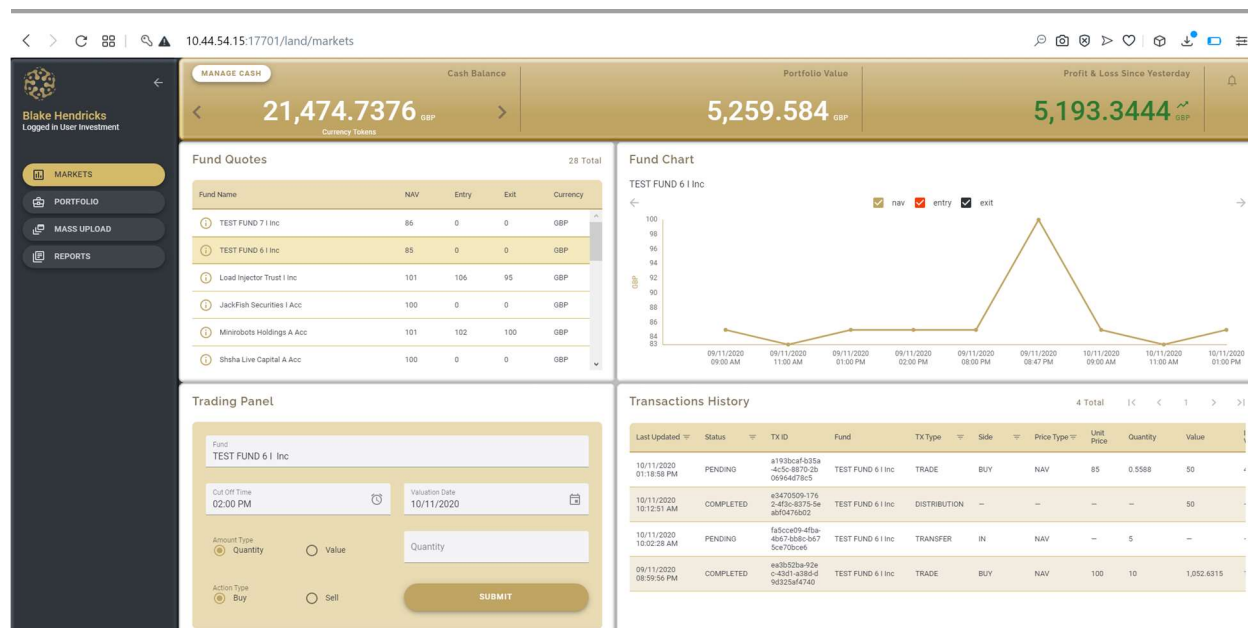 10.44.54.15:17701/land/markets
Blake Hendricks
Logged in User Investment
MARKETS
PORTFOLIO
MASS UPLOAD
REPORTS
MANAGE CASH
Cash Balance
21,474.7376 GBP
Currency Tokens
Portfolio Value
5,259.584 GBP
Profit & Loss Since Yesterday
5,193.3444 GBP
Fund Quotes
28 Total
Fund Name NAV Entry Exit Currency
TEST FUND 7 I Inc 86 0 0 GBP
TEST FUND 6 I Inc 85 0 0 GBP
Load Injector Trust I Inc 101 106 95 GBP
JackFish Securities I Acc 100 0 0 GBP
Minirobots Holdings A Acc 101 102 100 GBP
Shsha Live Capital A Acc 100 0 0 GBP
Fund Chart
TEST FUND 6 I Inc
nav entry exit
100
98
96
94
92
90
88
86
84
83
GBP
09/11/2020 09/11/2020 09/11/2020 09/11/2020 09/11/2020 09/11/2020 10/11/2020 10/11/2020 10/11/2020
09:00 AM 11:00 AM 01:00 PM 02:00 PM 08:00 PM 08:47 PM 09:00 AM 11:00 AM 01:00 PM
Trading Panel
Fund
TEST FUND 6 I Inc
Cut Off Time
02:00 PM
Valuation Date
10/11/2020
Amount Type
Quantity Value
Quantity
Action Type
Buy Sell
SUBMIT
Transactions History
4 Total 1
Last Updated Status TX ID Fund TX Type Side Price Type Unit Price Quantity Value
10/11/2020 01:18:58 PM PENDING a193bcaf-b35a-4c5c-8870-2b06964d78c5 TEST FUND 6 I Inc TRADE BUY NAV 85 0.5588 50
10/11/2020 10:12:51 AM COMPLETED e3470509-1762-4f3c-8375-5eabf0476b02 TEST FUND 6 I Inc DISTRIBUTION – – – – 50
10/11/2020 10:02:28 AM PENDING fa5cce09-4fba-4b67-bb8c-b675ce70bce6 TEST FUND 6 I Inc TRANSFER IN NAV – 5 –
09/11/2020 08:59:56 PM COMPLETED ea3b52ba-92ec-43d1-a38d-d9d325af4740 TEST FUND 6 I Inc TRADE BUY NAV 100 10 1,052.6315